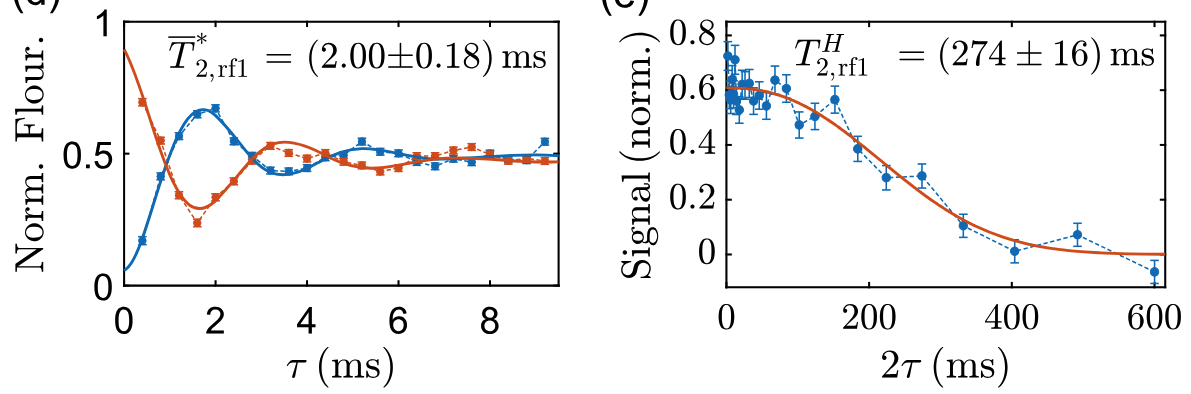 (d)
Norm. Flour.
1
0.5
0
T̅*2,rf1 = (2.00±0.18) ms
0 2 4 6 8
τ (ms)
Signal (norm.)
0.8
0.6
0.4
0.2
0
T^H_2,rf1 = (274 ± 16) ms
0 200 400 600
2τ (ms)